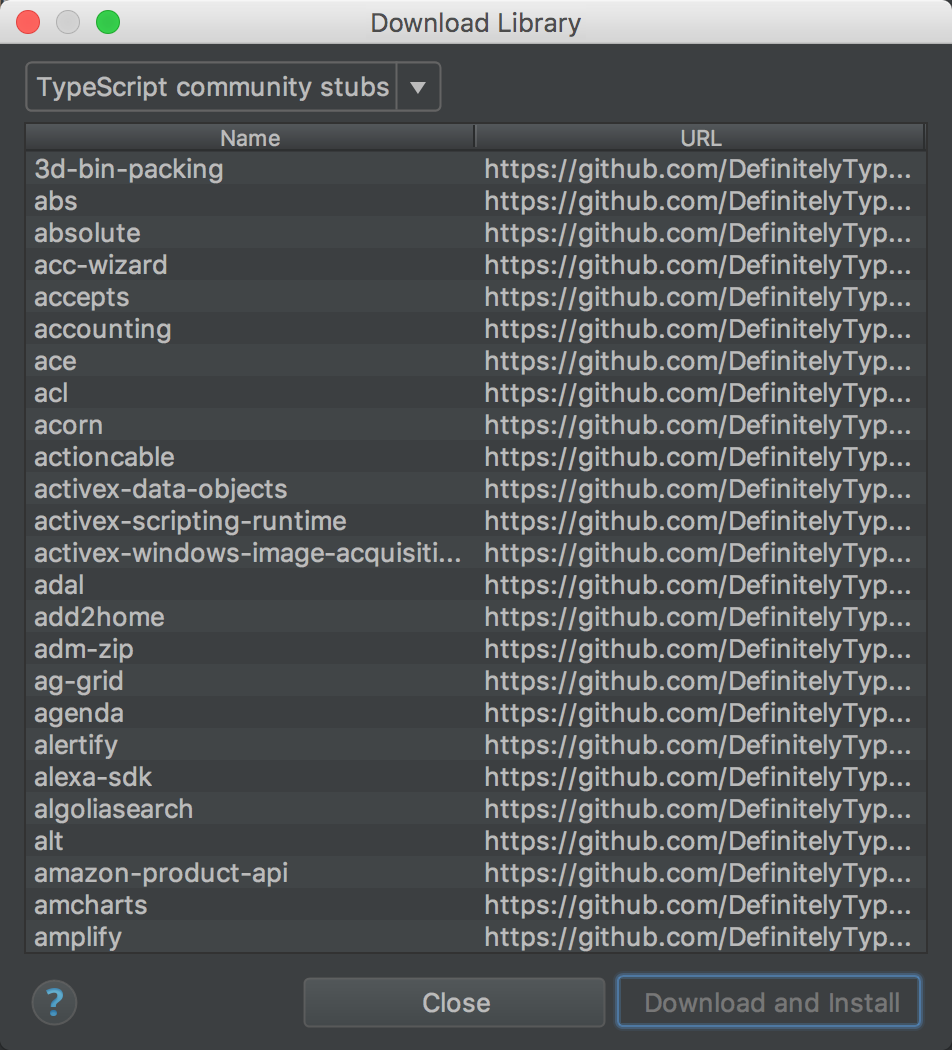 Download Library
TypeScript community stubs
Name URL
3d-bin-packing https://github.com/DefinitelyTyp...
abs https://github.com/DefinitelyTyp...
absolute https://github.com/DefinitelyTyp...
acc-wizard https://github.com/DefinitelyTyp...
accepts https://github.com/DefinitelyTyp...
accounting https://github.com/DefinitelyTyp...
ace https://github.com/DefinitelyTyp...
acl https://github.com/DefinitelyTyp...
acorn https://github.com/DefinitelyTyp...
actioncable https://github.com/DefinitelyTyp...
activex-data-objects https://github.com/DefinitelyTyp...
activex-scripting-runtime https://github.com/DefinitelyTyp...
activex-windows-image-acquisiti... https://github.com/DefinitelyTyp...
adal https://github.com/DefinitelyTyp...
add2home https://github.com/DefinitelyTyp...
adm-zip https://github.com/DefinitelyTyp...
ag-grid https://github.com/DefinitelyTyp...
agenda https://github.com/DefinitelyTyp...
alertify https://github.com/DefinitelyTyp...
alexa-sdk https://github.com/DefinitelyTyp...
algoliasearch https://github.com/DefinitelyTyp...
alt https://github.com/DefinitelyTyp...
amazon-product-api https://github.com/DefinitelyTyp...
amcharts https://github.com/DefinitelyTyp...
amplify https://github.com/DefinitelyTyp...
? Close Download and Install